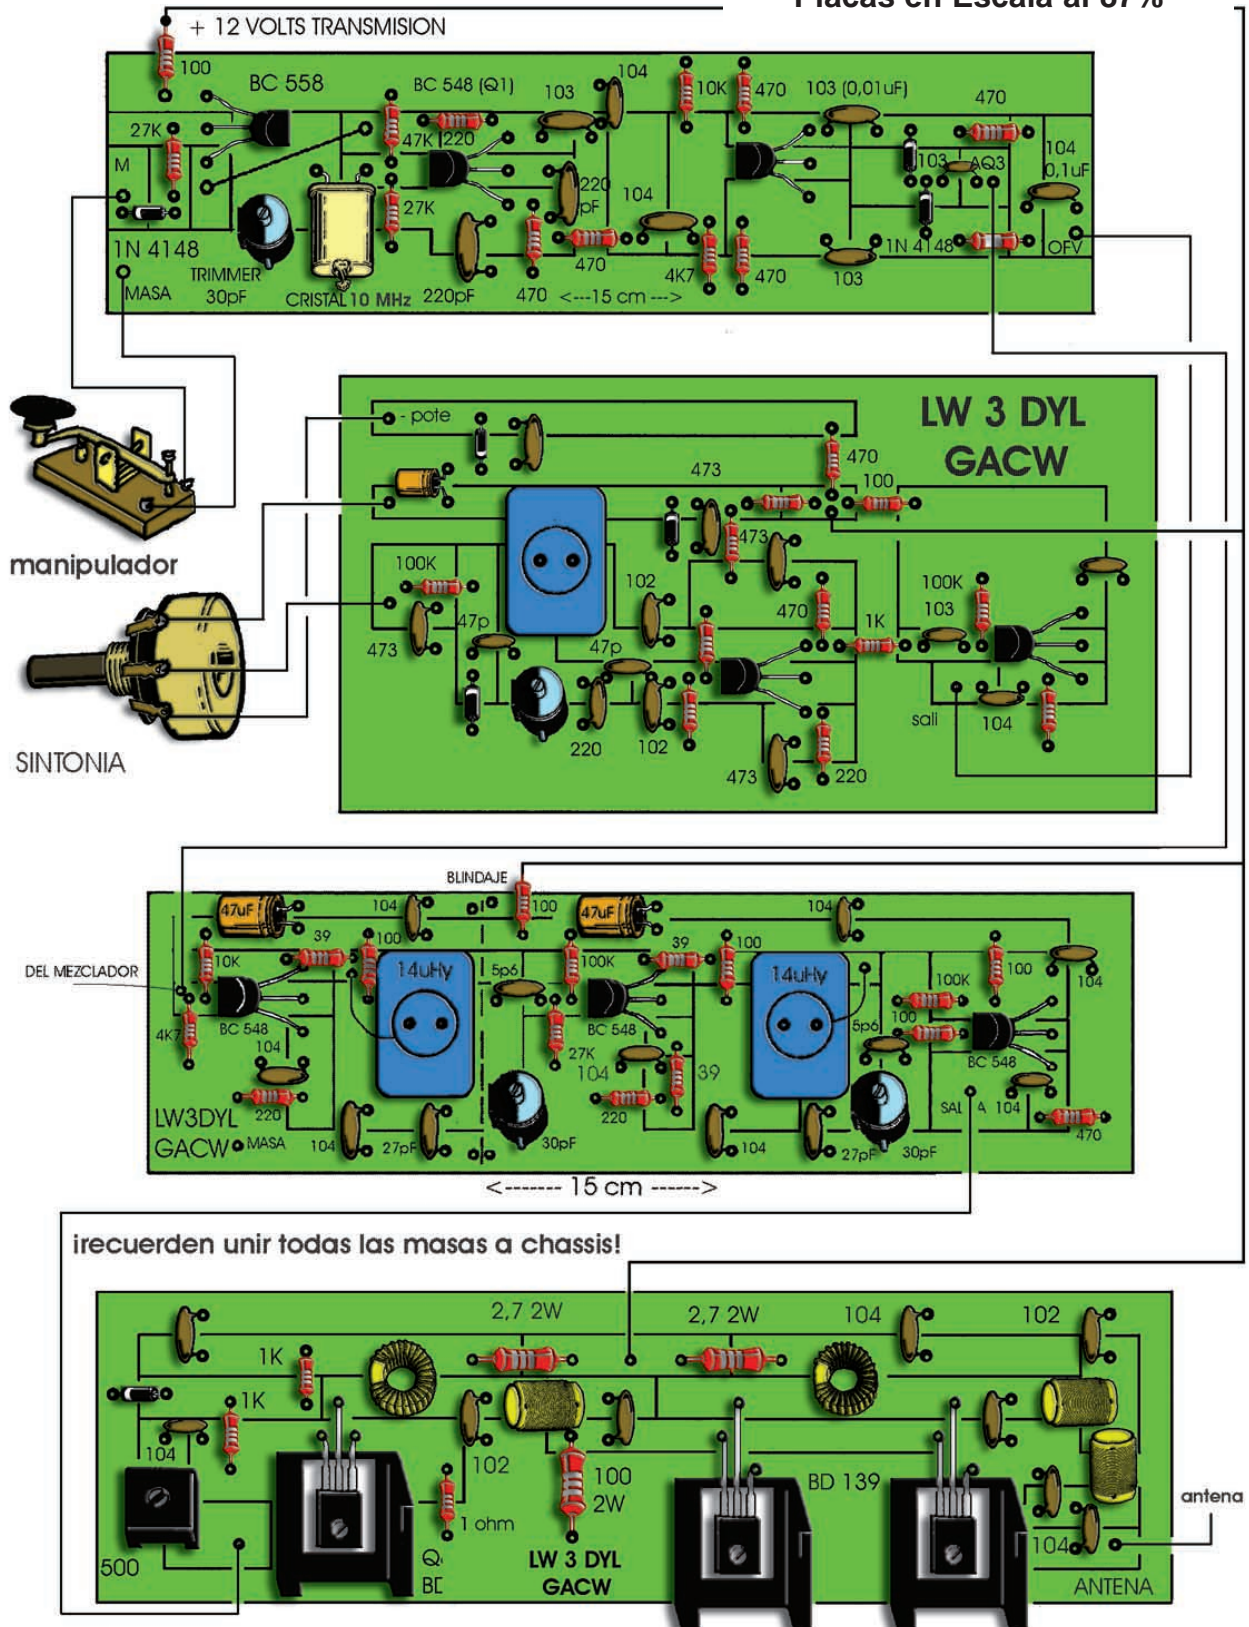 Placas en Escala al 67%
+ 12 VOLTS TRANSMISION
100
BC 558
BC 548 (Q1)
103
104
10K
470
103 (0,01uF)
470
27K
47K
220
M
103
AQ3
104
0,1uF
220
pF
104
27K
1N 4148
TRIMMER
30pF
470
4K7
470
103
1N 4148
OFV
MASA
CRISTAL 10 MHz
220pF
470
<---15 cm --->
- pote
LW 3 DYL
GACW
473
470
100
473
100K
102
470
100K
103
1K
47p
473
47p
sali
104
220
102
473
220
manipulador
SINTONIA
BLINDAJE
47uF
104
100
47uF
104
DEL MEZCLADOR
10K
39
100
14uHy
5p6
100K
39
100
14uHy
100K
100
104
4K7
BC 548
BC 548
5p6
100
BC 548
104
27K
104
39
220
220
SAL A
104
470
LW3DYL
GACW
MASA
104
27pF
30pF
104
27pF
30pF
<------- 15 cm ------>
¡recuerden unir todas las masas a chassis!
2,7 2W
2,7 2W
104
102
1K
1K
104
102
100
2W
BD 139
1 ohm
antena
500
LW 3 DYL
GACW
104
ANTENA